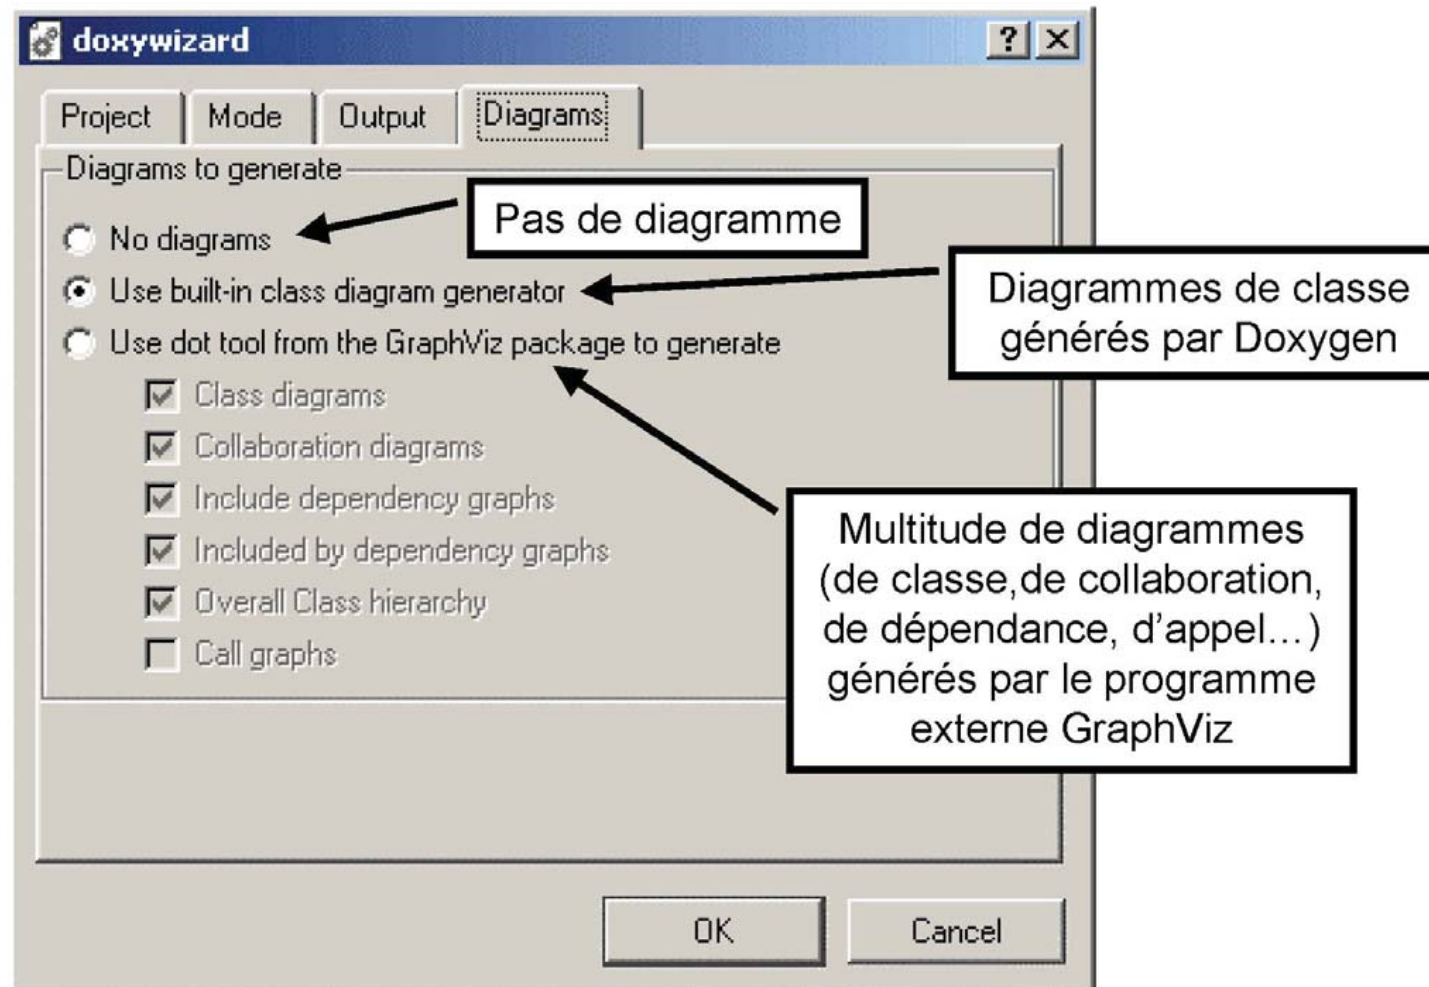 doxywizard
Project Mode Output Diagrams
Diagrams to generate
No diagrams
Pas de diagramme
Use built-in class diagram generator
Diagrammes de classe
générés par Doxygen
Use dot tool from the GraphViz package to generate
Class diagrams
Collaboration diagrams
Include dependency graphs
Included by dependency graphs
Overall Class hierarchy
Call graphs
Multitude de diagrammes
(de classe,de collaboration,
de dépendance, d'appel...)
générés par le programme
externe GraphViz
OK Cancel